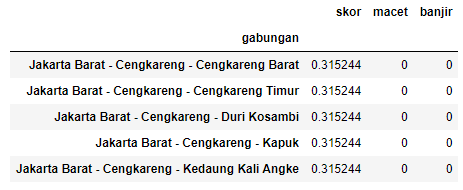 skor macet banjir
gabungan
Jakarta Barat - Cengkareng - Cengkareng Barat 0.315244 0 0
Jakarta Barat - Cengkareng - Cengkareng Timur 0.315244 0 0
Jakarta Barat - Cengkareng - Duri Kosambi 0.315244 0 0
Jakarta Barat - Cengkareng - Kapuk 0.315244 0 0
Jakarta Barat - Cengkareng - Kedaung Kali Angke 0.315244 0 0